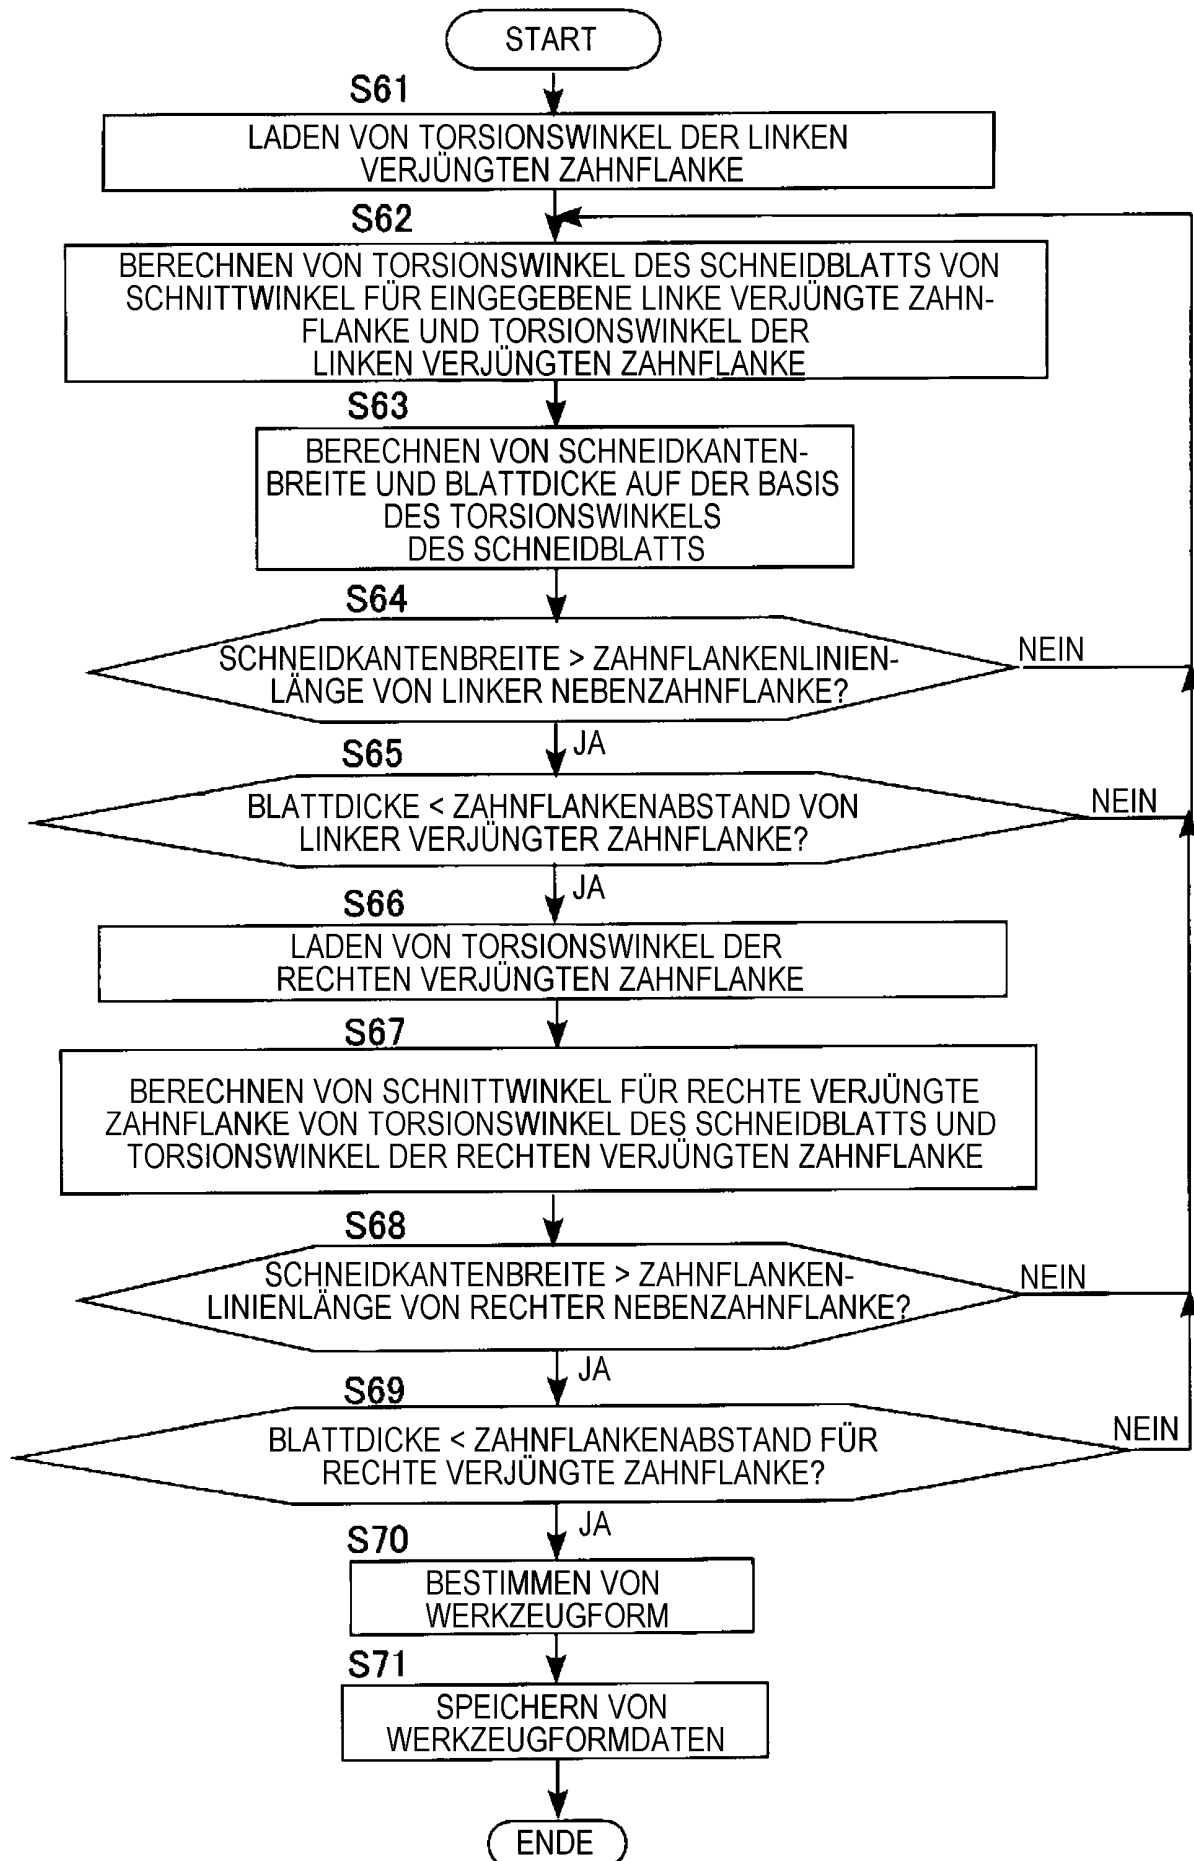 START
S61
LADEN VON TORSIONSWINKEL DER LINKEN
VERJÜNGTEN ZAHNFLANKE
S62
BERECHNEN VON TORSIONSWINKEL DES SCHNEIDBLATTS VON
SCHNITTWINKEL FÜR EINGEGEBENE LINKE VERJÜNGTE ZAHN-
FLANKE UND TORSIONSWINKEL DER
LINKEN VERJÜNGTEN ZAHNFLANKE
S63
BERECHNEN VON SCHNEIDKANTEN-
BREITE UND BLATTDICKE AUF DER BASIS
DES TORSIONSWINKELS
DES SCHNEIDBLATTS
S64
SCHNEIDKANTENBREITE > ZAHNFLANKENLINIEN-
LÄNGE VON LINKER NEBENZAHNFLANKE?
NEIN
JA
S65
BLATTDICKE < ZAHNFLANKENABSTAND VON
LINKER VERJÜNGTER ZAHNFLANKE?
NEIN
JA
S66
LADEN VON TORSIONSWINKEL DER
RECHTEN VERJÜNGTEN ZAHNFLANKE
S67
BERECHNEN VON SCHNITTWINKEL FÜR RECHTE VERJÜNGTE
ZAHNFLANKE VON TORSIONSWINKEL DES SCHNEIDBLATTS UND
TORSIONSWINKEL DER RECHTEN VERJÜNGTEN ZAHNFLANKE
S68
SCHNEIDKANTENBREITE > ZAHNFLANKEN-
LINIENLÄNGE VON RECHTER NEBENZAHNFLANKE?
NEIN
JA
S69
BLATTDICKE < ZAHNFLANKENABSTAND FÜR
RECHTE VERJÜNGTE ZAHNFLANKE?
NEIN
JA
S70
BESTIMMEN VON
WERKZEUGFORM
S71
SPEICHERN VON
WERKZEUGFORMDATEN
ENDE